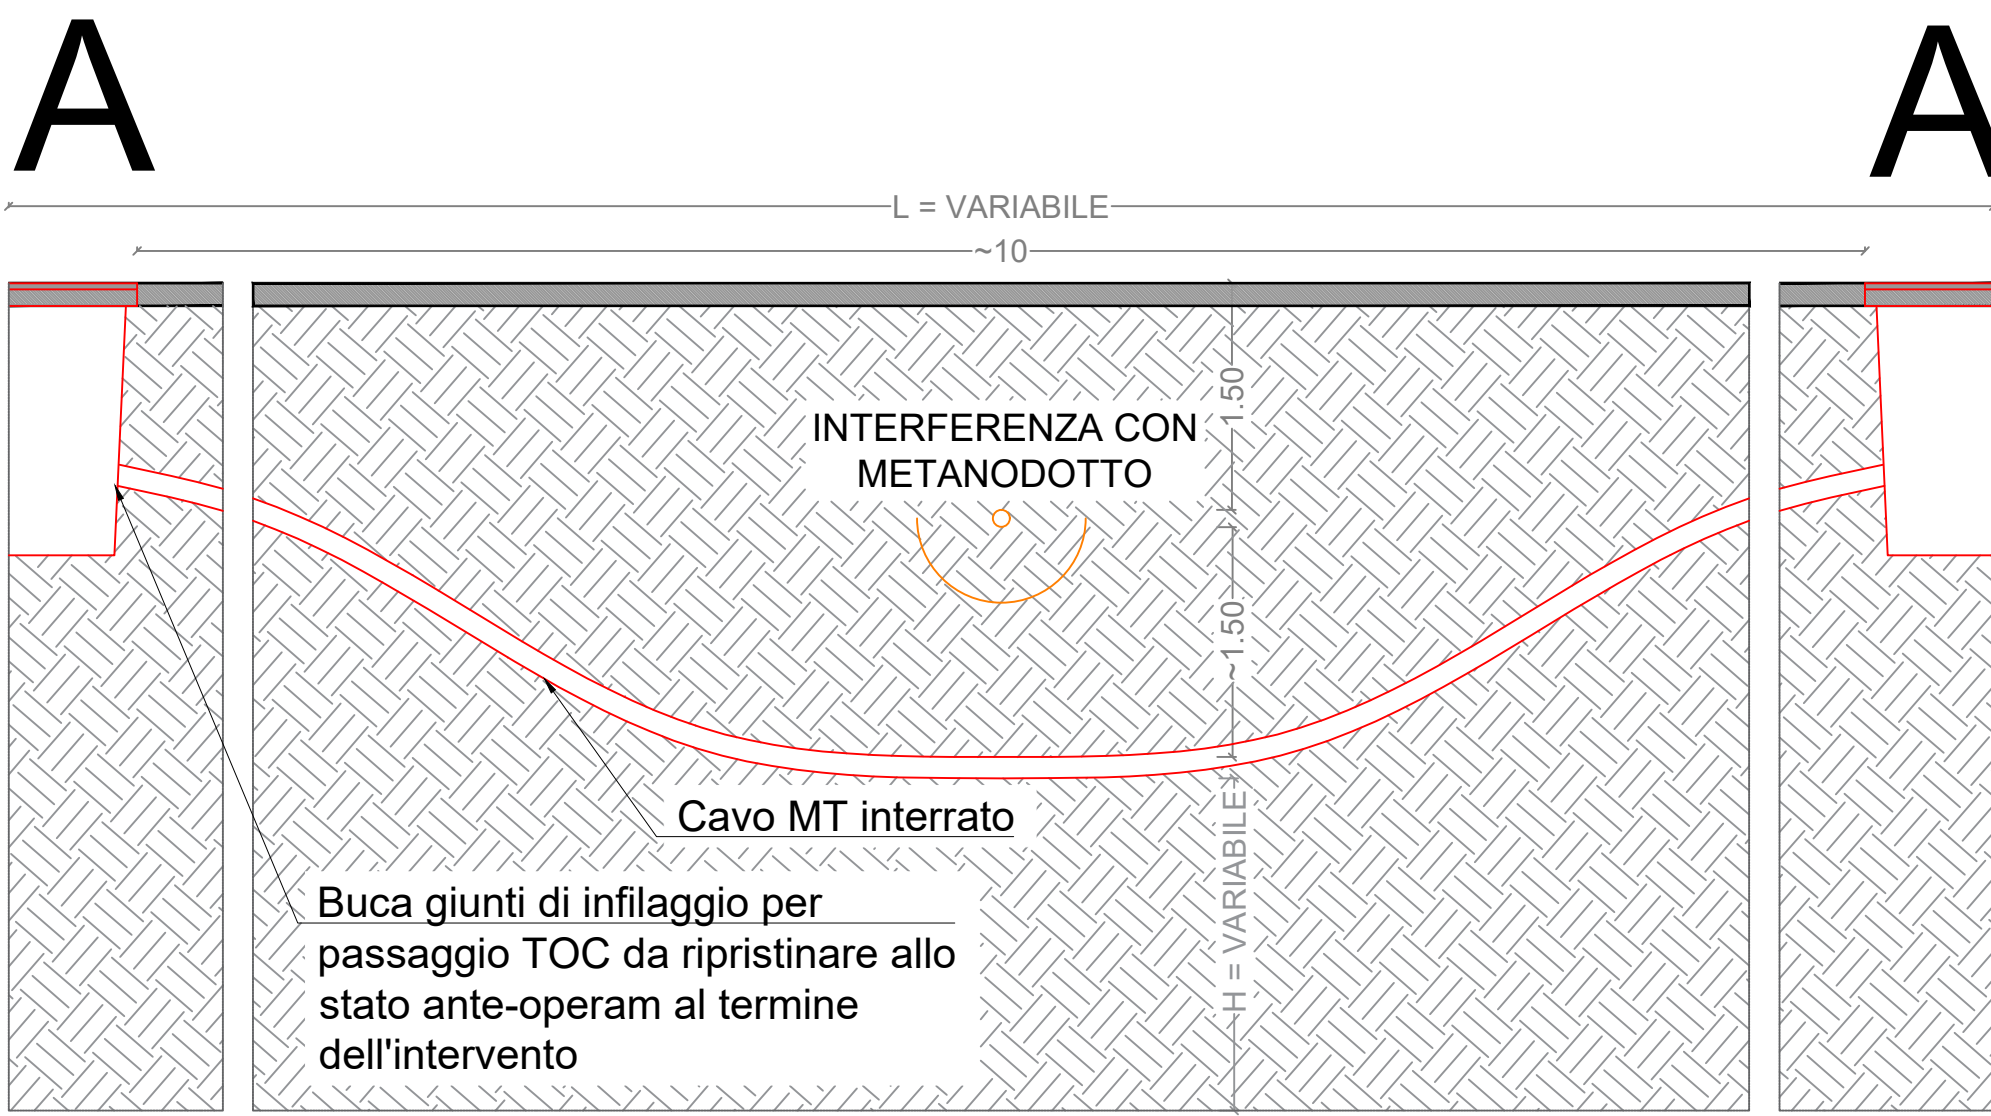 A
A
L = VARIABILE
~10
1.50
INTERFERENZA CON
METANODOTTO
~1.50
Cavo MT interrato
H = VARIABILE
Buca giunti di infilaggio per
passaggio TOC da ripristinare allo
stato ante-operam al termine
dell'intervento